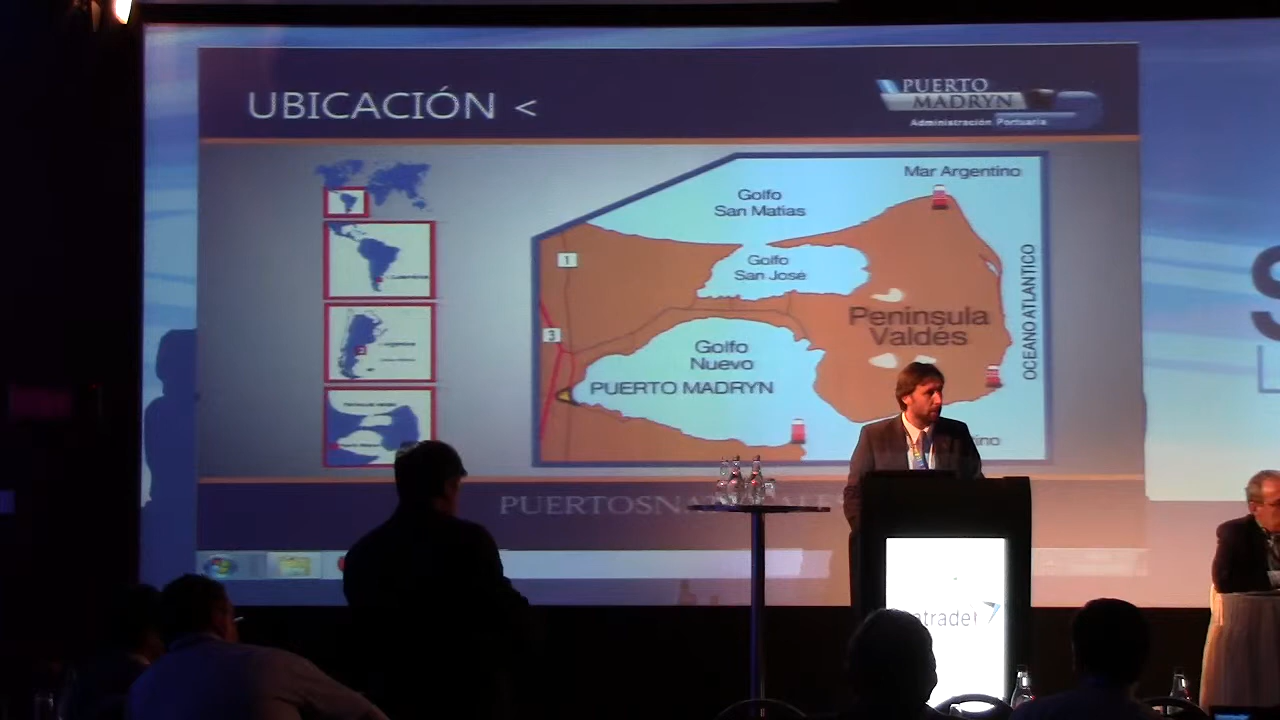 UBICACIÓN <
PUERTO
MADRYN
Administración Portuaria
Mar Argentino
Golfo
San Matías
1
Golfo
San José
OCEANO ATLANTICO
Península
Valdés
3
Golfo
Nuevo
PUERTO MADRYN